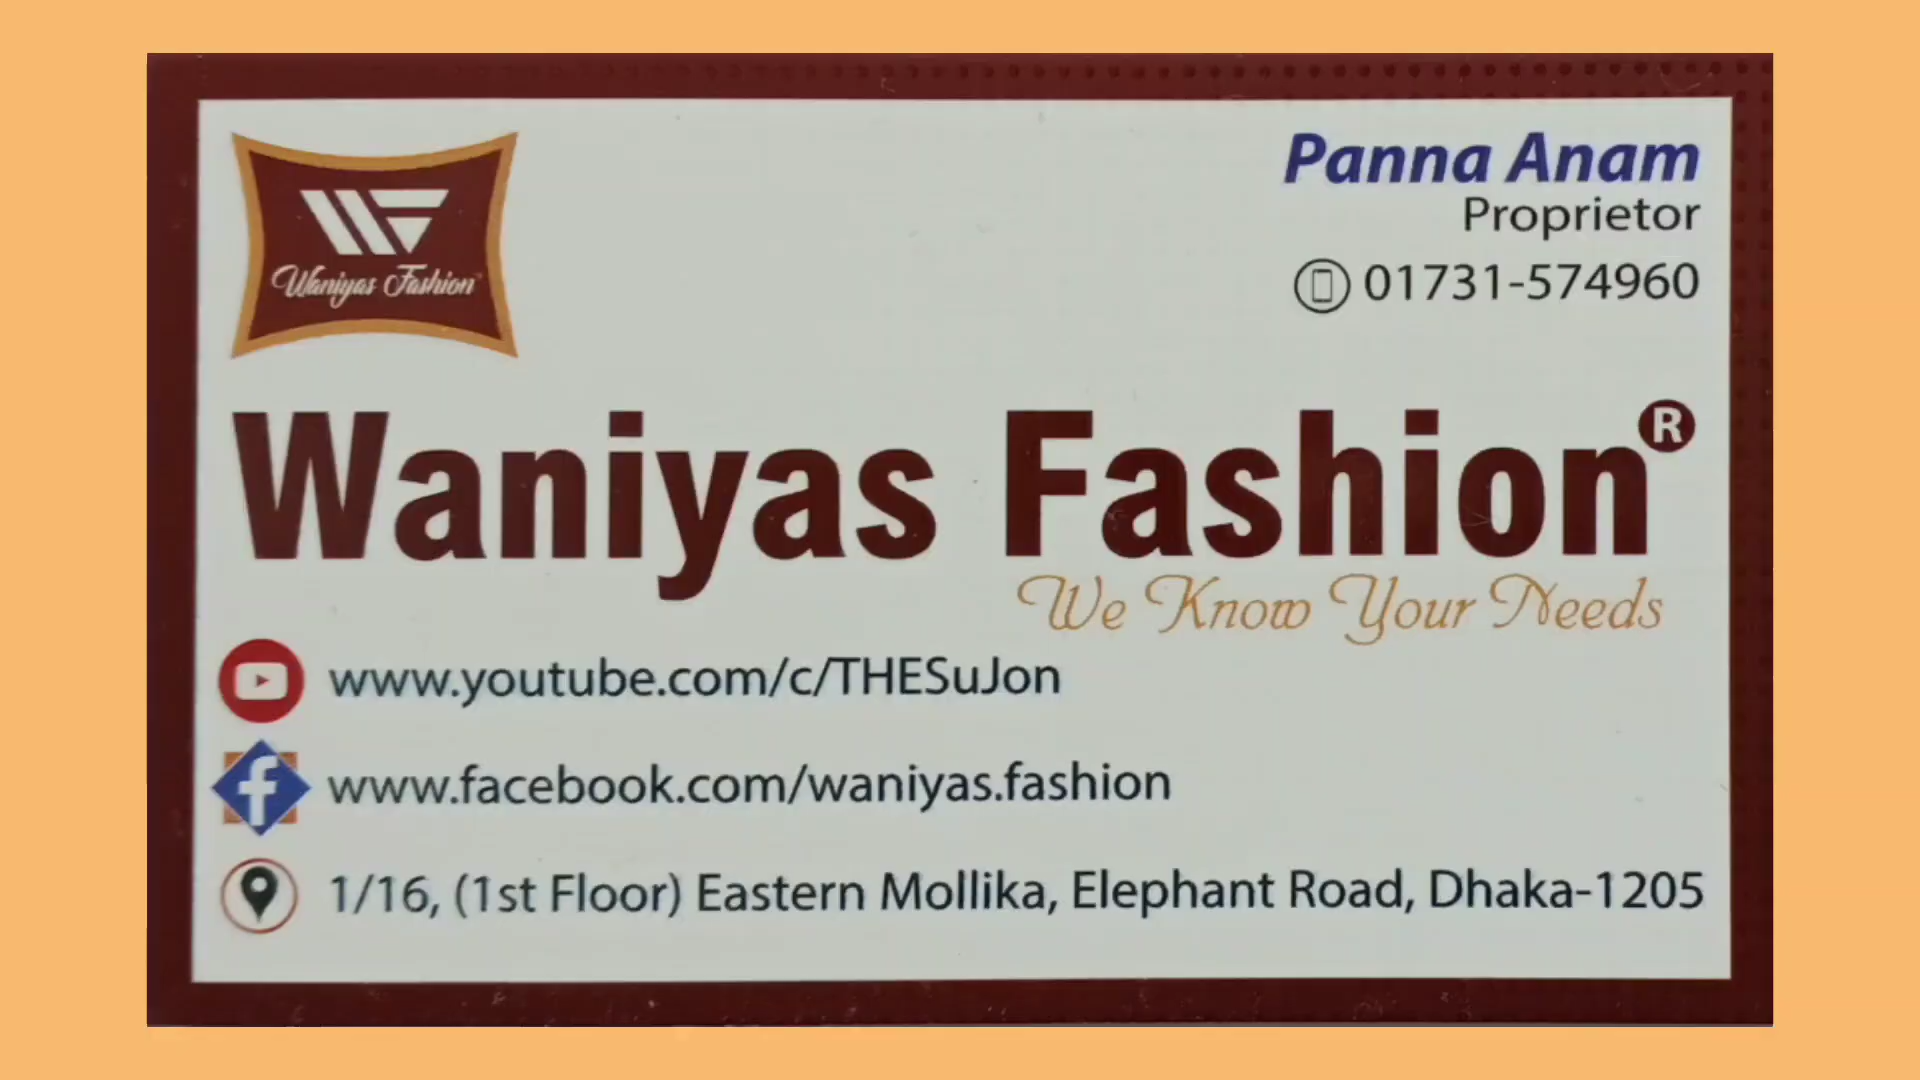 Waniyas Fashion™
Panna Anam
Proprietor
01731-574960
Waniyas Fashion®
We Know Your Needs
www.youtube.com/c/THESuJon
www.facebook.com/waniyas.fashion
1/16, (1st Floor) Eastern Mollika, Elephant Road, Dhaka-1205